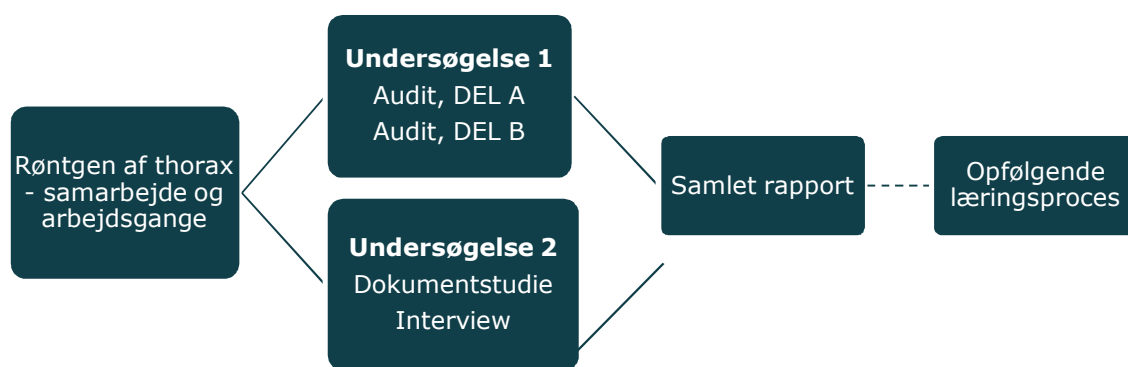 Røntgen af thorax
- samarbejde og
arbejdsgange
Undersøgelse 1
Audit, DEL A
Audit, DEL B
Undersøgelse 2
Dokumentstudie
Interview
Samlet rapport
Opfølgende
læringsproces